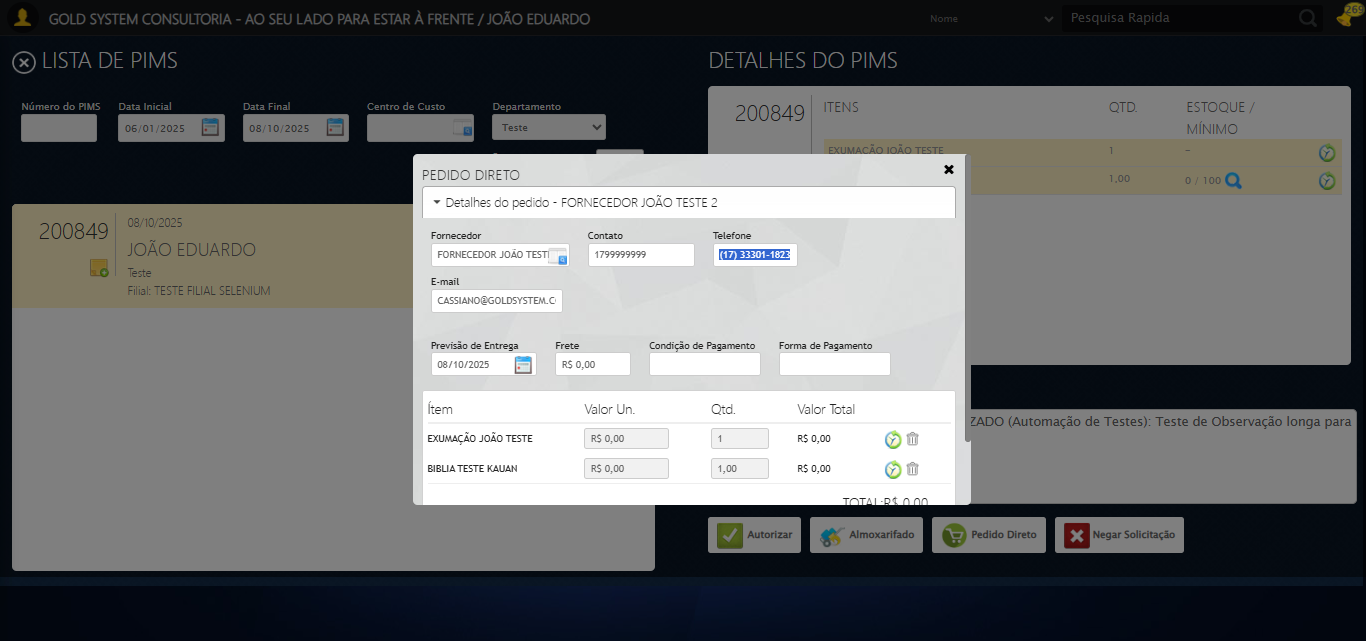 GOLD SYSTEM CONSULTORIA - AO SEU LADO PARA ESTAR À FRENTE / JOÃO EDUARDO
Nome
Pesquisa Rapida
269
LISTA DE PIMS
Número do PIMS
Data Inicial
Data Final
Centro de Custo
Departamento
06/01/2025
08/10/2025
Teste
200849
08/10/2025
JOÃO EDUARDO
Teste
Filial: TESTE FILIAL SELENIUM
DETALHES DO PIMS
200849
ITENS
QTD.
ESTOQUE /
MÍNIMO
EXUMAÇÃO JOÃO TESTE
1
-
1,00
0 / 100
PEDIDO DIRETO
Detalhes do pedido - FORNECEDOR JOÃO TESTE 2
Fornecedor
Contato
Telefone
FORNECEDOR JOÃO TEST
1799999999
(17) 33301-1823
E-mail
CASSIANO@GOLDSYSTEM.C
Previsão de Entrega
Frete
Condição de Pagamento
Forma de Pagamento
08/10/2025
R$ 0,00
Ítem
Valor Un.
Qtd.
Valor Total
EXUMAÇÃO JOÃO TESTE
R$ 0,00
1
R$ 0,00
BIBLIA TESTE KAUAN
R$ 0,00
1,00
R$ 0,00
TOTAL:R$ 0,00
ZADO (Automação de Testes): Teste de Observação longa para
Autorizar
Almoxarifado
Pedido Direto
Negar Solicitação